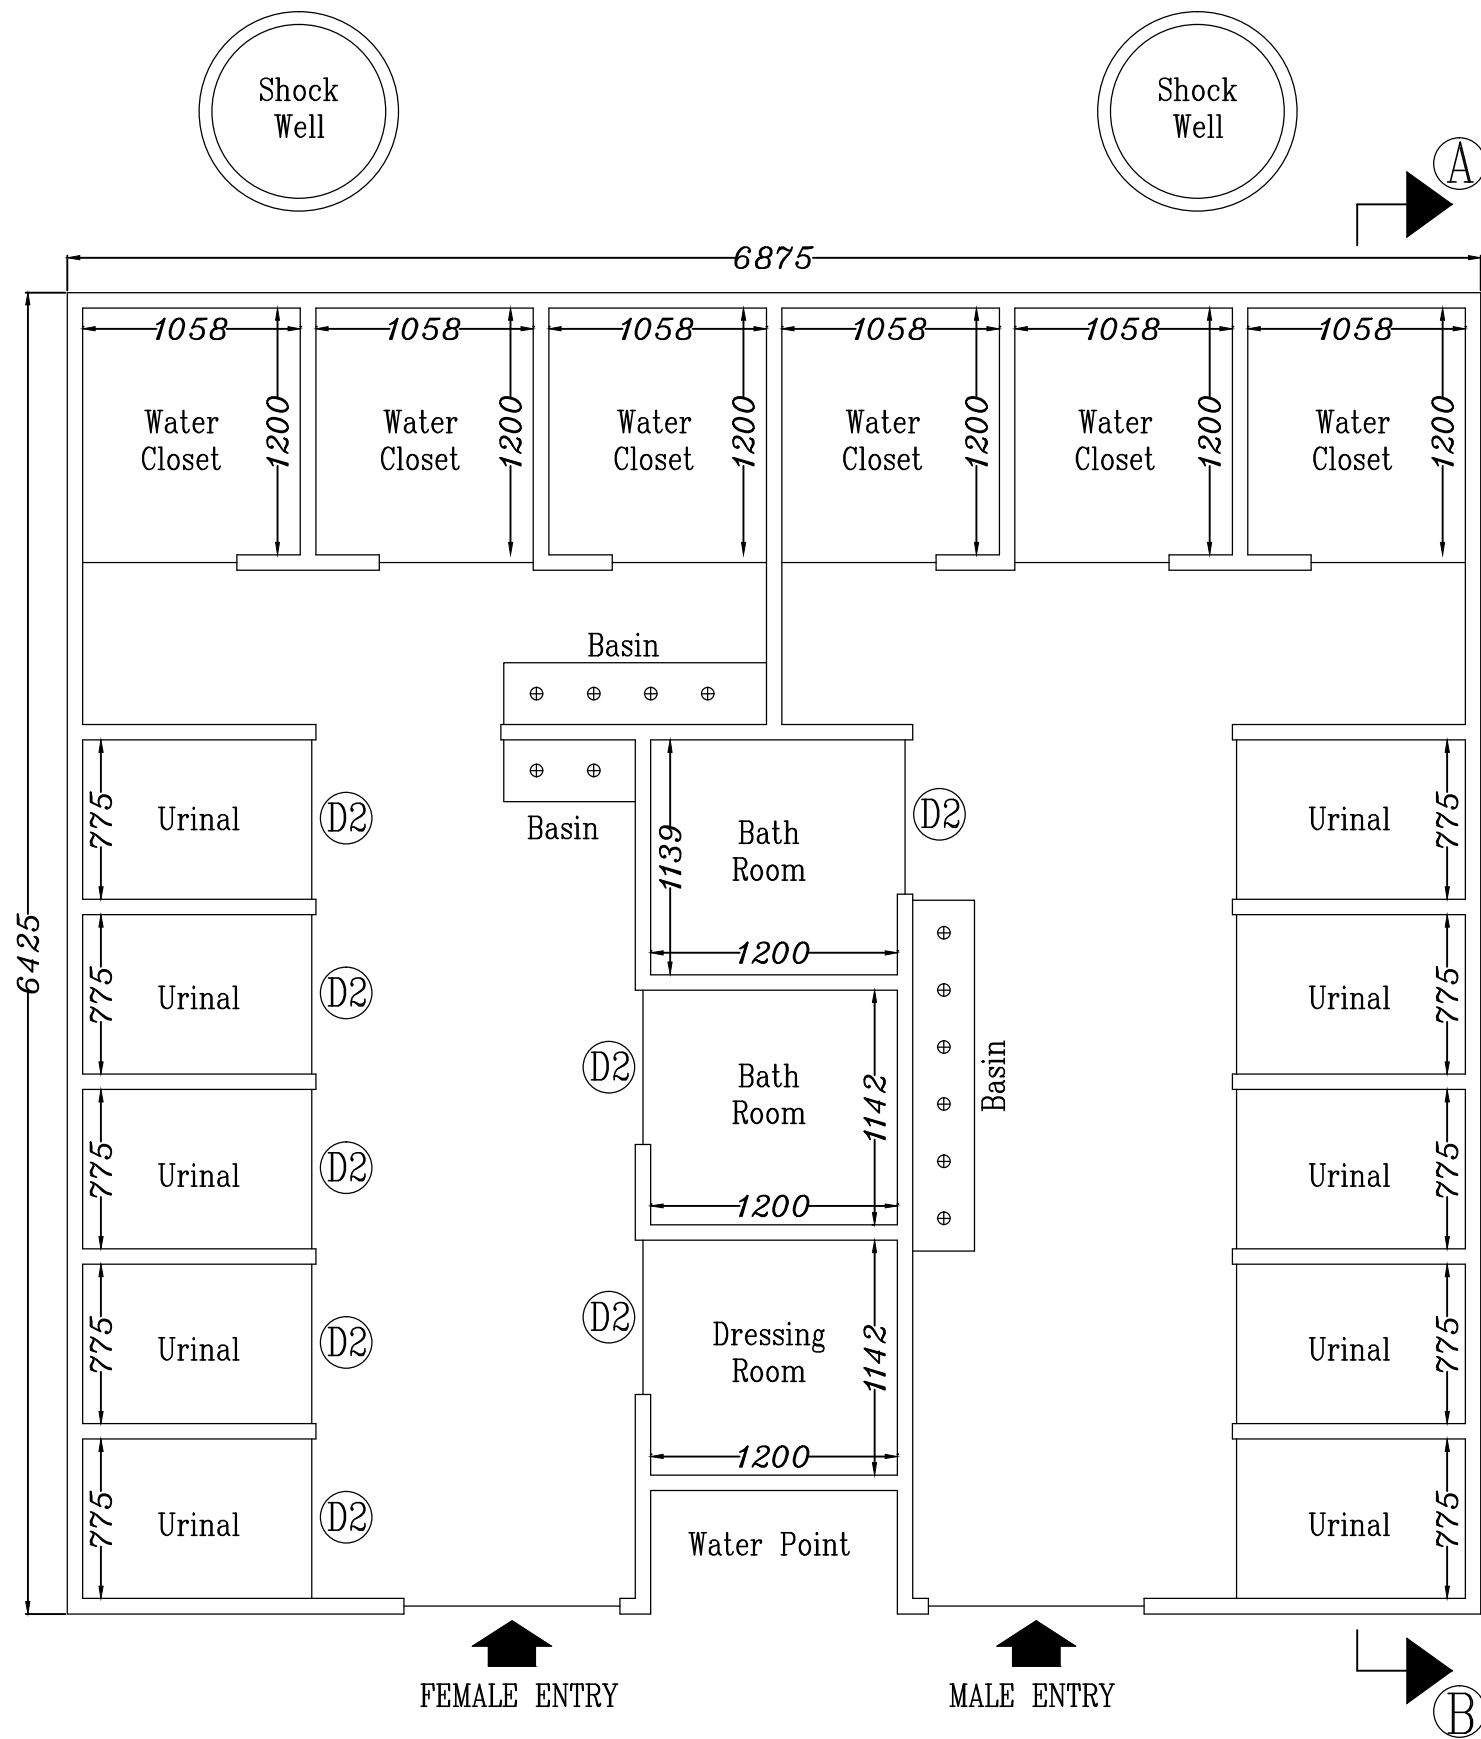 Shock
Well
Shock
Well
A
6875
1058
1058
1058
1058
1058
1058
Water
Closet
1200
Water
Closet
1200
Water
Closet
1200
Water
Closet
1200
Water
Closet
1200
Water
Closet
1200
Basin
Basin
6425
775
Urinal
D2
775
Urinal
D2
775
Urinal
D2
775
Urinal
D2
775
Urinal
D2
1139
Bath
Room
1200
D2
D2
Bath
Room
1142
1200
Basin
D2
Dressing
Room
1142
1200
Water Point
Urinal
775
Urinal
775
Urinal
775
Urinal
775
Urinal
775
FEMALE ENTRY
MALE ENTRY
B